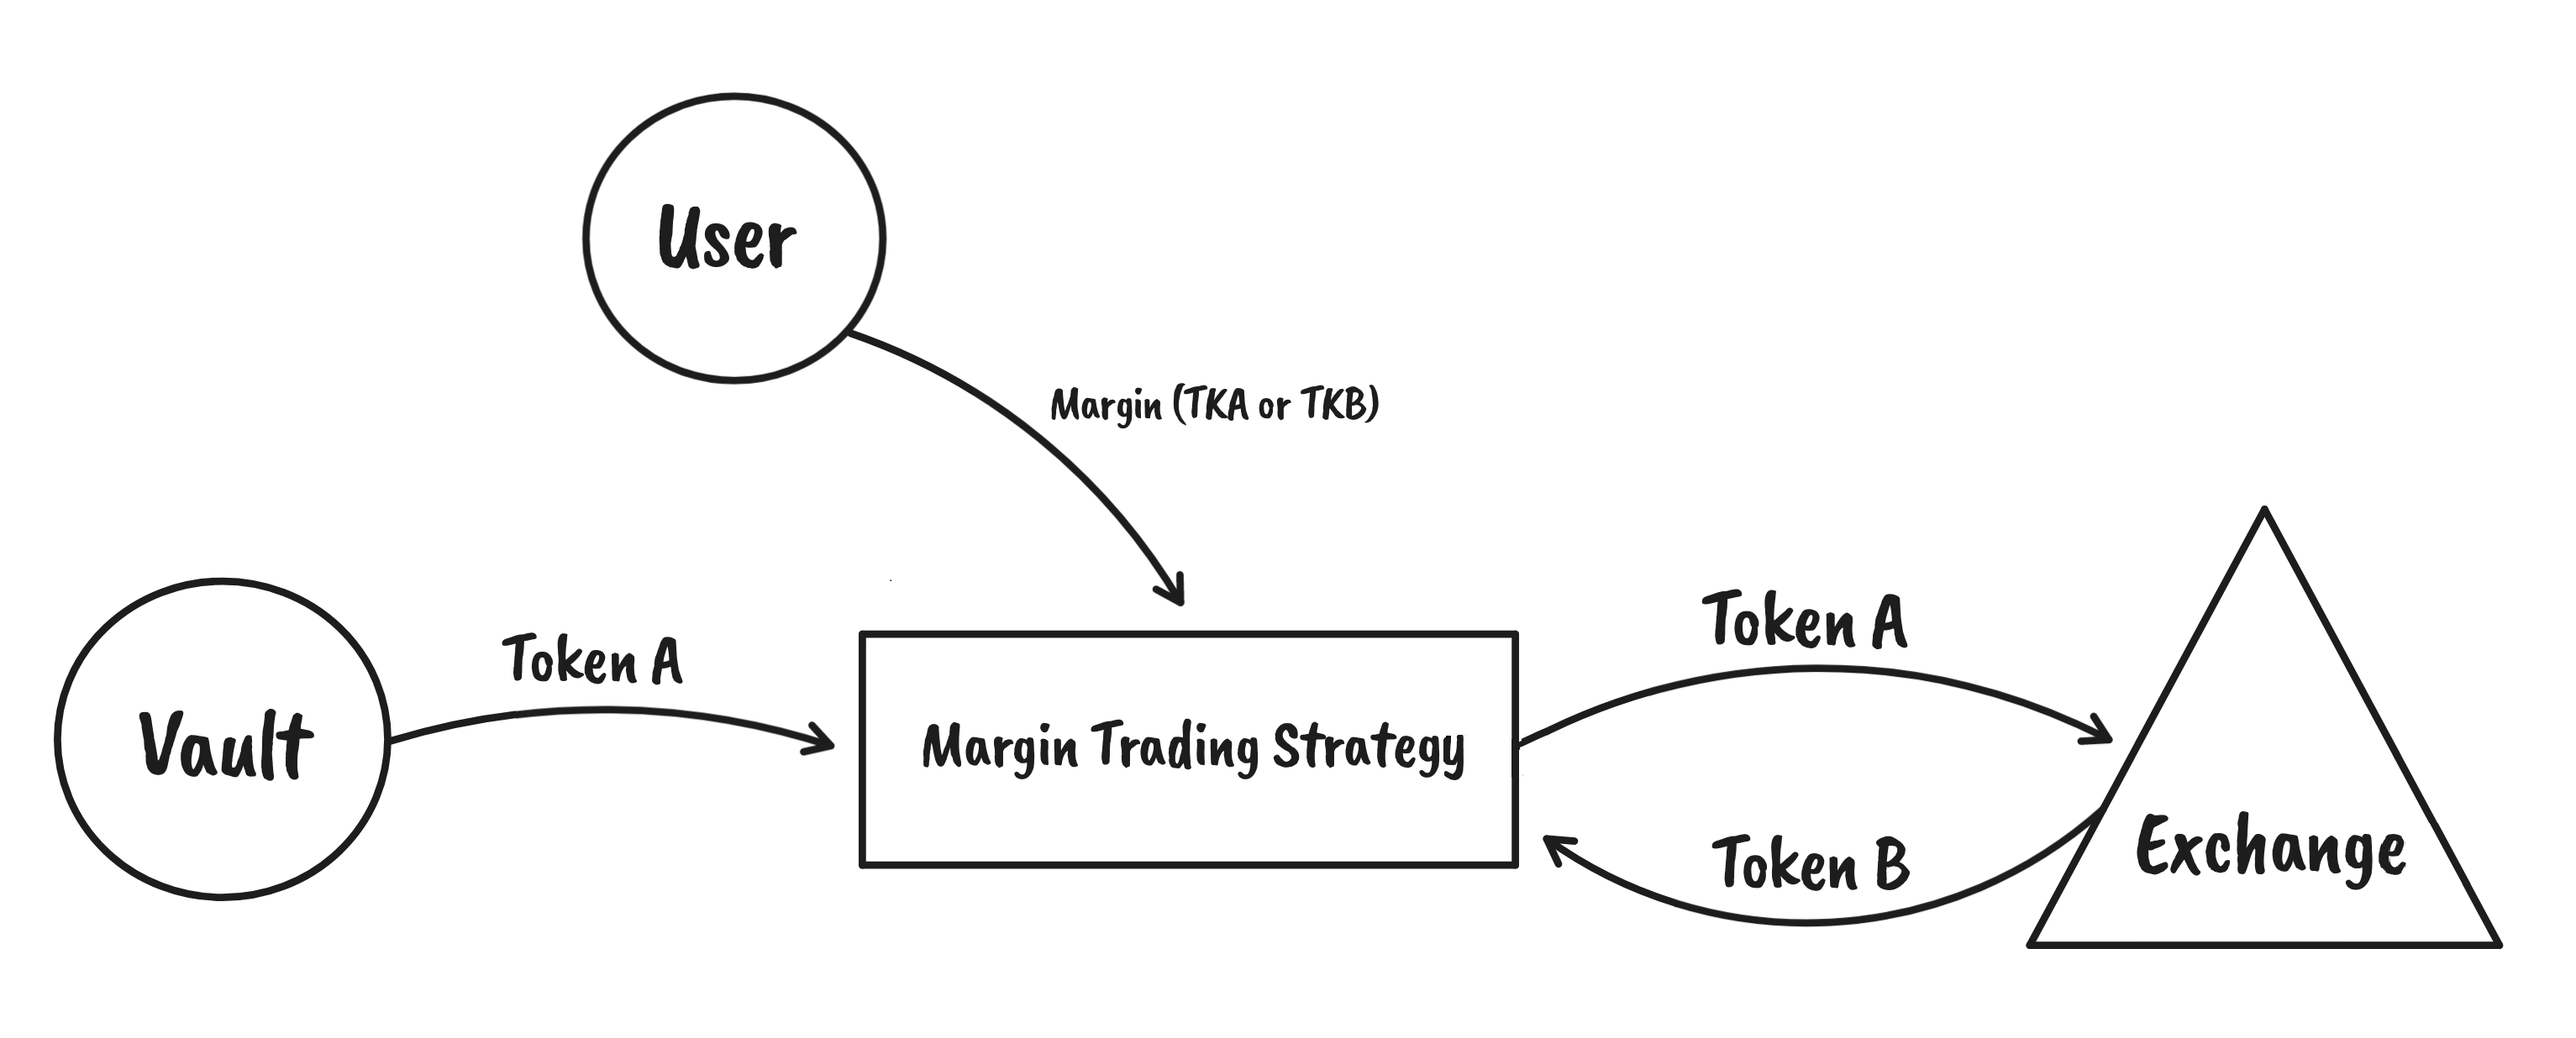 User
Margin (TKA or TKB)
Token A
Token A
Vault
Margin Trading Strategy
Token B
Exchange